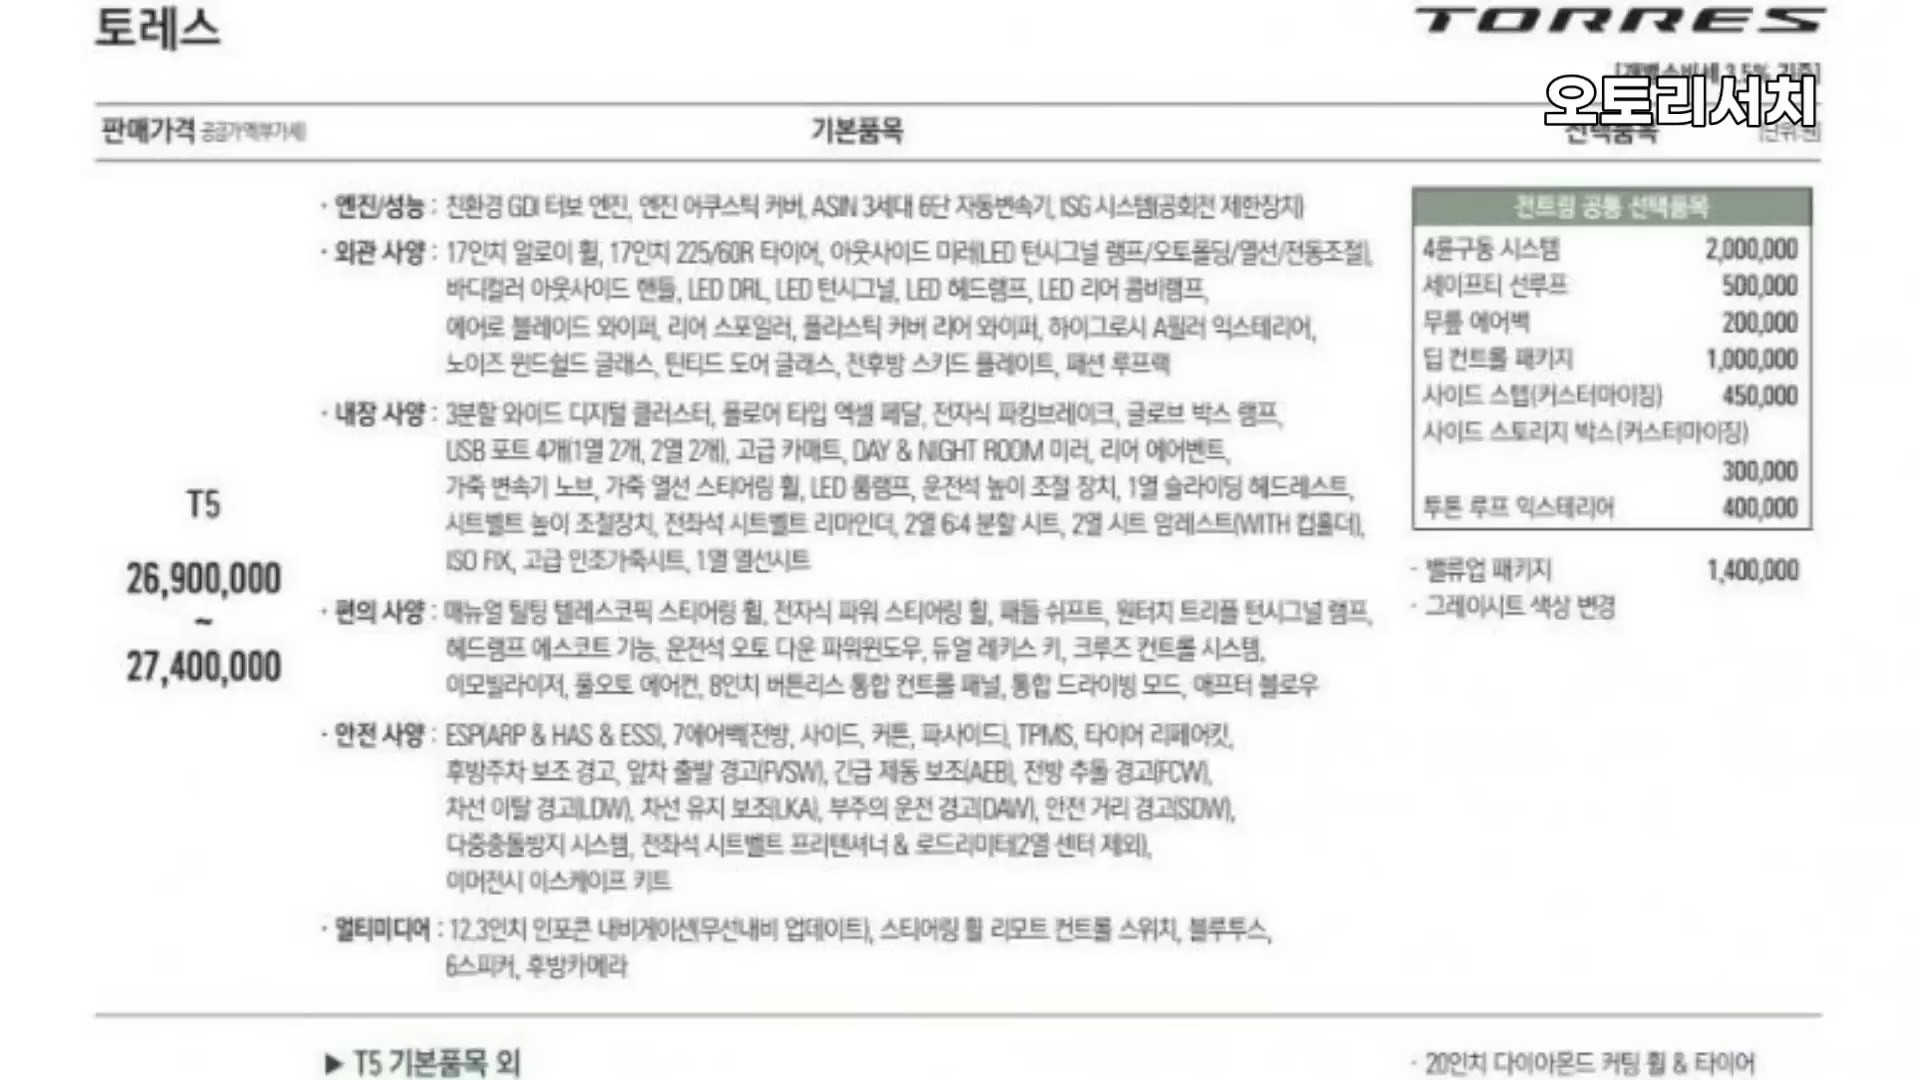 토레스
TORRES
[개별소비세 3.5% 기준]
오토리서치
판매가격 공급가액(부가세)
기본품목
선택품목
(단위:원)
· 엔진/성능 : 친환경 GDI 터보 엔진, 엔진 어쿠스틱 커버, AISIN 3세대 6단 자동변속기, ISG 시스템(공회전 제한장치)
· 외관 사양 : 17인치 알로이 휠, 17인치 225/60R 타이어, 아웃사이드 미러(LED 턴시그널 램프/오토폴딩/열선/전동조절),
바디컬러 아웃사이드 핸들, LED DRL, LED 턴시그널, LED 헤드램프, LED 리어 콤비램프,
에어로 블레이드 와이퍼, 리어 스포일러, 플라스틱 커버 리어 와이퍼, 하이그로시 A필러 익스테리어,
노이즈 윈드쉴드 글래스, 틴티드 도어 글래스, 전후방 스키드 플레이트, 패션 루프랙
· 내장 사양 : 3분할 와이드 디지털 클러스터, 플로어 타입 엑셀 페달, 전자식 파킹브레이크, 글로브 박스 램프,
USB 포트 4개(1열 2개, 2열 2개), 고급 카매트, DAY & NIGHT ROOM 미러, 리어 에어벤트,
가죽 변속기 노브, 가죽 열선 스티어링 휠, LED 룸램프, 운전석 높이 조절 장치, 1열 슬라이딩 헤드레스트,
시트벨트 높이 조절장치, 전좌석 시트벨트 리마인더, 2열 6:4 분할 시트, 2열 시트 암레스트(WITH 컵홀더),
ISO FIX, 고급 인조가죽시트, 1열 열선시트
T5
26,900,000
~
27,400,000
· 편의 사양 : 매뉴얼 틸팅 텔레스코픽 스티어링 휠, 전자식 파워 스티어링 휠, 패들 쉬프트, 원터치 트리플 턴시그널 램프,
헤드램프 에스코트 기능, 운전석 오토 다운 파워윈도우, 듀얼 레키스 키, 크루즈 컨트롤 시스템,
이모빌라이저, 풀오토 에어컨, 8인치 버튼리스 통합 컨트롤 패널, 통합 드라이빙 모드, 애프터 블로우
· 안전 사양 : ESP(ARP & HAS & ESS), 7에어백(전방, 사이드, 커튼, 파사이드), TPMS, 타이어 리페어킷,
후방주차 보조 경고, 앞차 출발 경고(FVSW), 긴급 제동 보조(AEB), 전방 추돌 경고(FCW),
차선 이탈 경고(LDW), 차선 유지 보조(LKA), 부주의 운전 경고(DAW), 안전 거리 경고(SDW),
다중충돌방지 시스템, 전좌석 시트벨트 프리텐셔너 & 로드리미터(2열 센터 제외),
이머전시 이스케이프 키트
· 멀티미디어 : 12.3인치 인포콘 내비게이션(무선내비 업데이트), 스티어링 휠 리모트 컨트롤 스위치, 블루투스,
6스피커, 후방카메라
전트림 공통 선택품목
4륜구동 시스템 2,000,000
세이프티 선루프 500,000
무릎 에어백 200,000
딥 컨트롤 패키지 1,000,000
사이드 스텝(커스터마이징) 450,000
사이드 스토리지 박스(커스터마이징)
300,000
투톤 루프 익스테리어 400,000
· 밸류업 패키지 1,400,000
· 그레이시트 색상 변경
▶ T5 기본품목 외
· 20인치 다이아몬드 커팅 휠 & 타이어